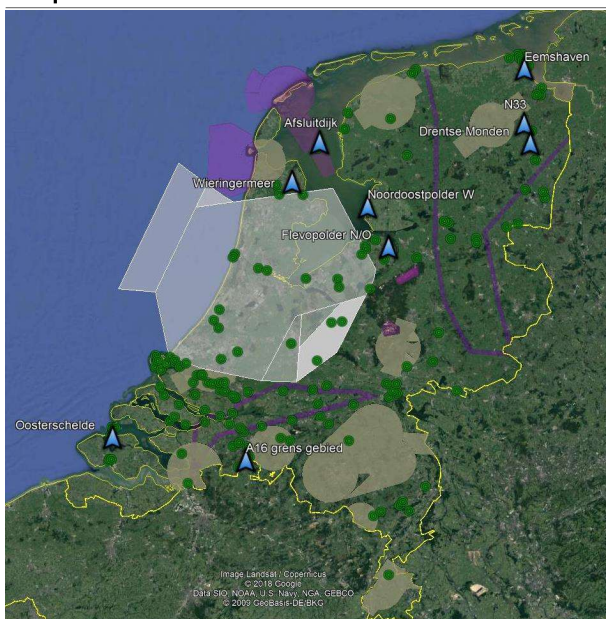 Eemshaven
N33
Afsluitdijk
Drentse Monden
Wieringermeer
Noordoostpolder W
Flevopolder N/O
Oosterschelde
A16 grens gebied
Image Landsat / Copernicus
© 2018 Google
Data SIO, NOAA, U.S. Navy, NGA, GEBCO
© 2009 GeoBasis-DE/BKG